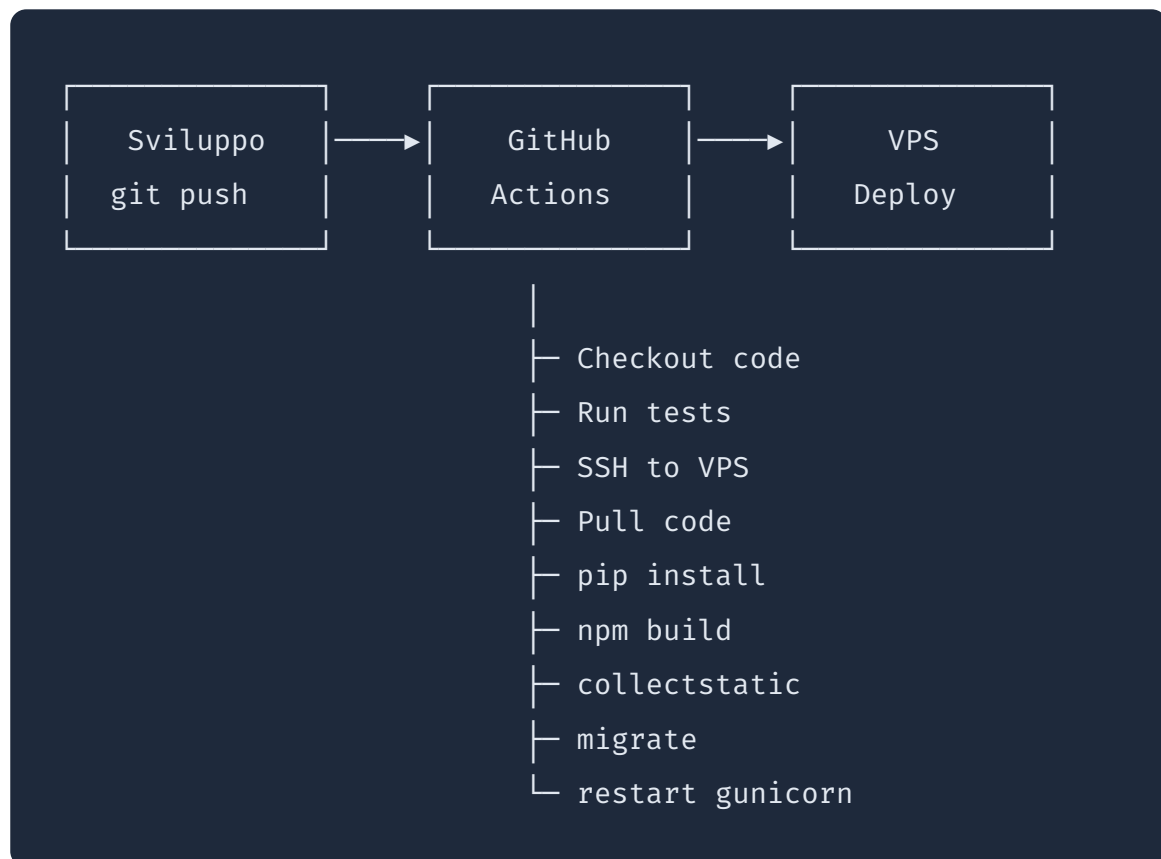 Sviluppo GitHub VPS
git push Actions Deploy
Checkout code
Run tests
SSH to VPS
Pull code
pip install
npm build
collectstatic
migrate
restart gunicorn